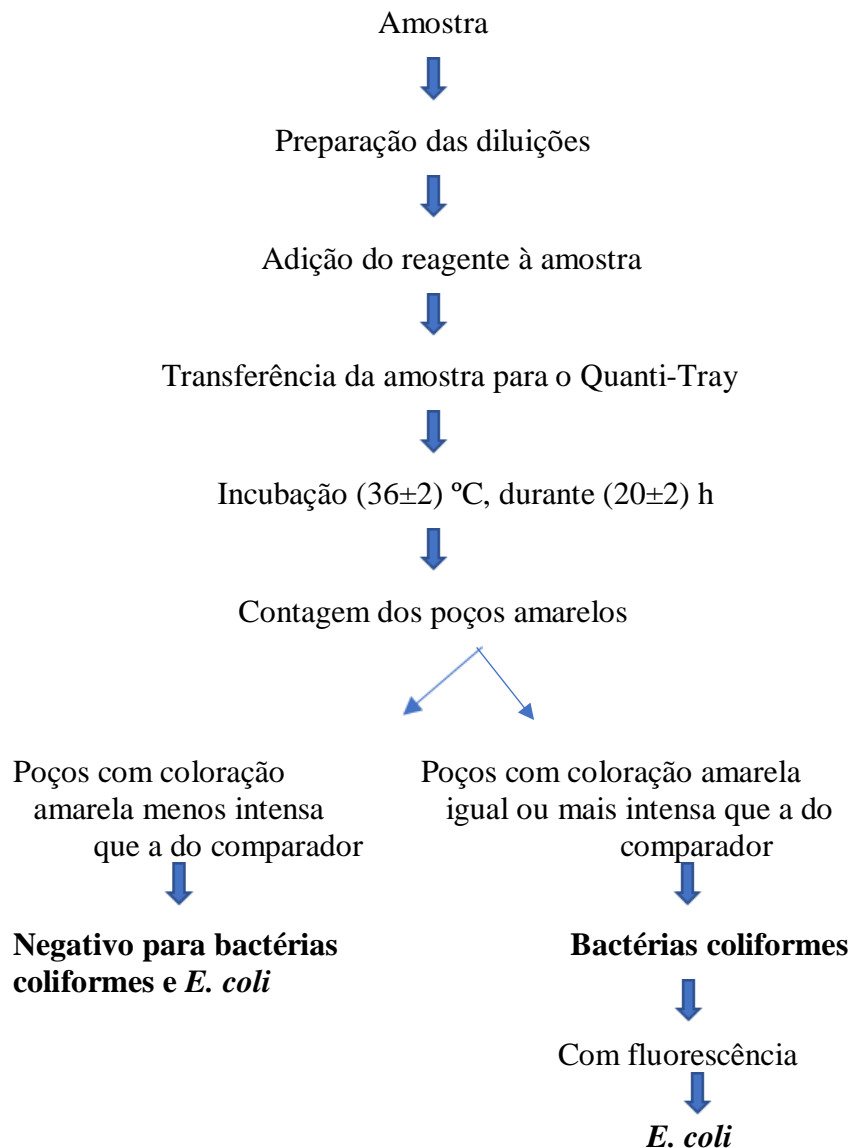 Amostra
Preparação das diluições
Adição do reagente à amostra
Transferência da amostra para o Quanti-Tray
Incubação (36±2) ºC, durante (20±2) h
Contagem dos poços amarelos
Poços com coloração
amarela menos intensa
que a do comparador
Poços com coloração amarela
igual ou mais intensa que a do
comparador
Negativo para bactérias
coliformes e E. coli
Bactérias coliformes
Com fluorescência
E. coli